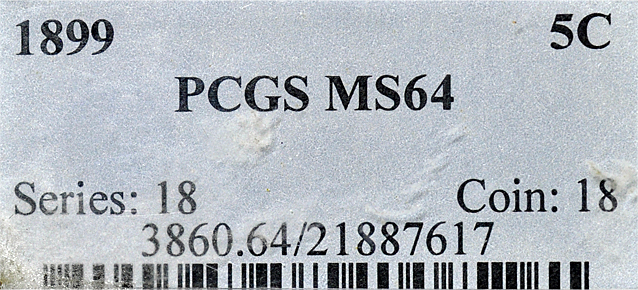 1899 5C
PCGS MS64
Series: 18 Coin: 18
3860.64/21887617